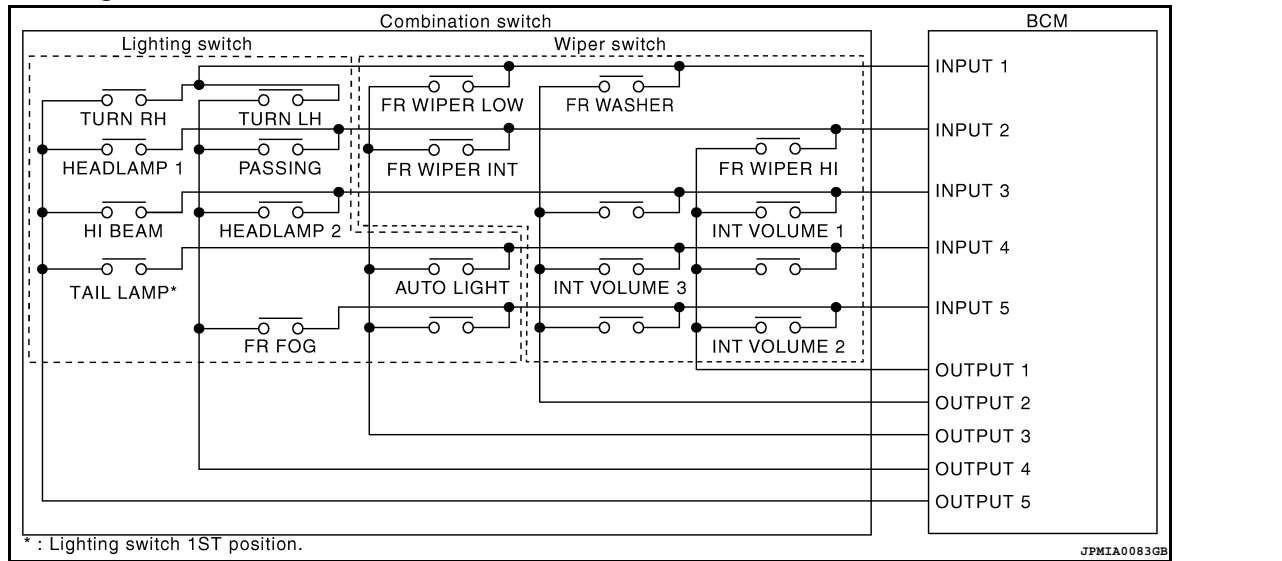 Combination switch
BCM
Lighting switch
Wiper switch
INPUT 1
TURN RH
TURN LH
FR WIPER LOW
FR WASHER
INPUT 2
HEADLAMP 1
PASSING
FR WIPER INT
FR WIPER HI
INPUT 3
HI BEAM
HEADLAMP 2
INT VOLUME 1
INPUT 4
TAIL LAMP*
AUTO LIGHT
INT VOLUME 3
INPUT 5
FR FOG
INT VOLUME 2
OUTPUT 1
OUTPUT 2
OUTPUT 3
OUTPUT 4
OUTPUT 5
* : Lighting switch 1ST position.
JPMIA0083GB